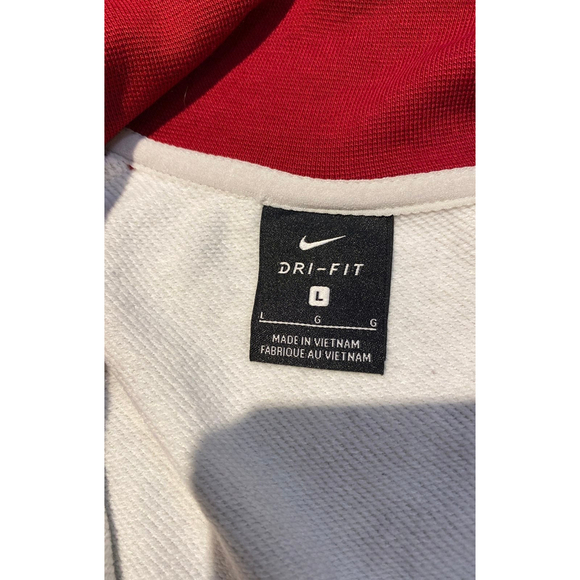 DRI-FIT
L
L G G
MADE IN VIETNAM
FABRIQUE AU VIETNAM